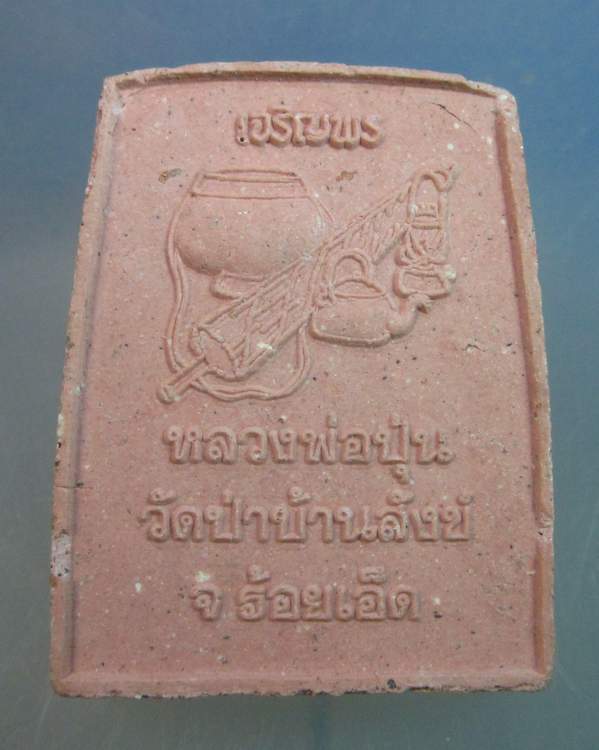 เจริญพร
หลวงพ่อปุ่น
วัดป่าบ้านสังข์
จ ร้อยเอ็ด